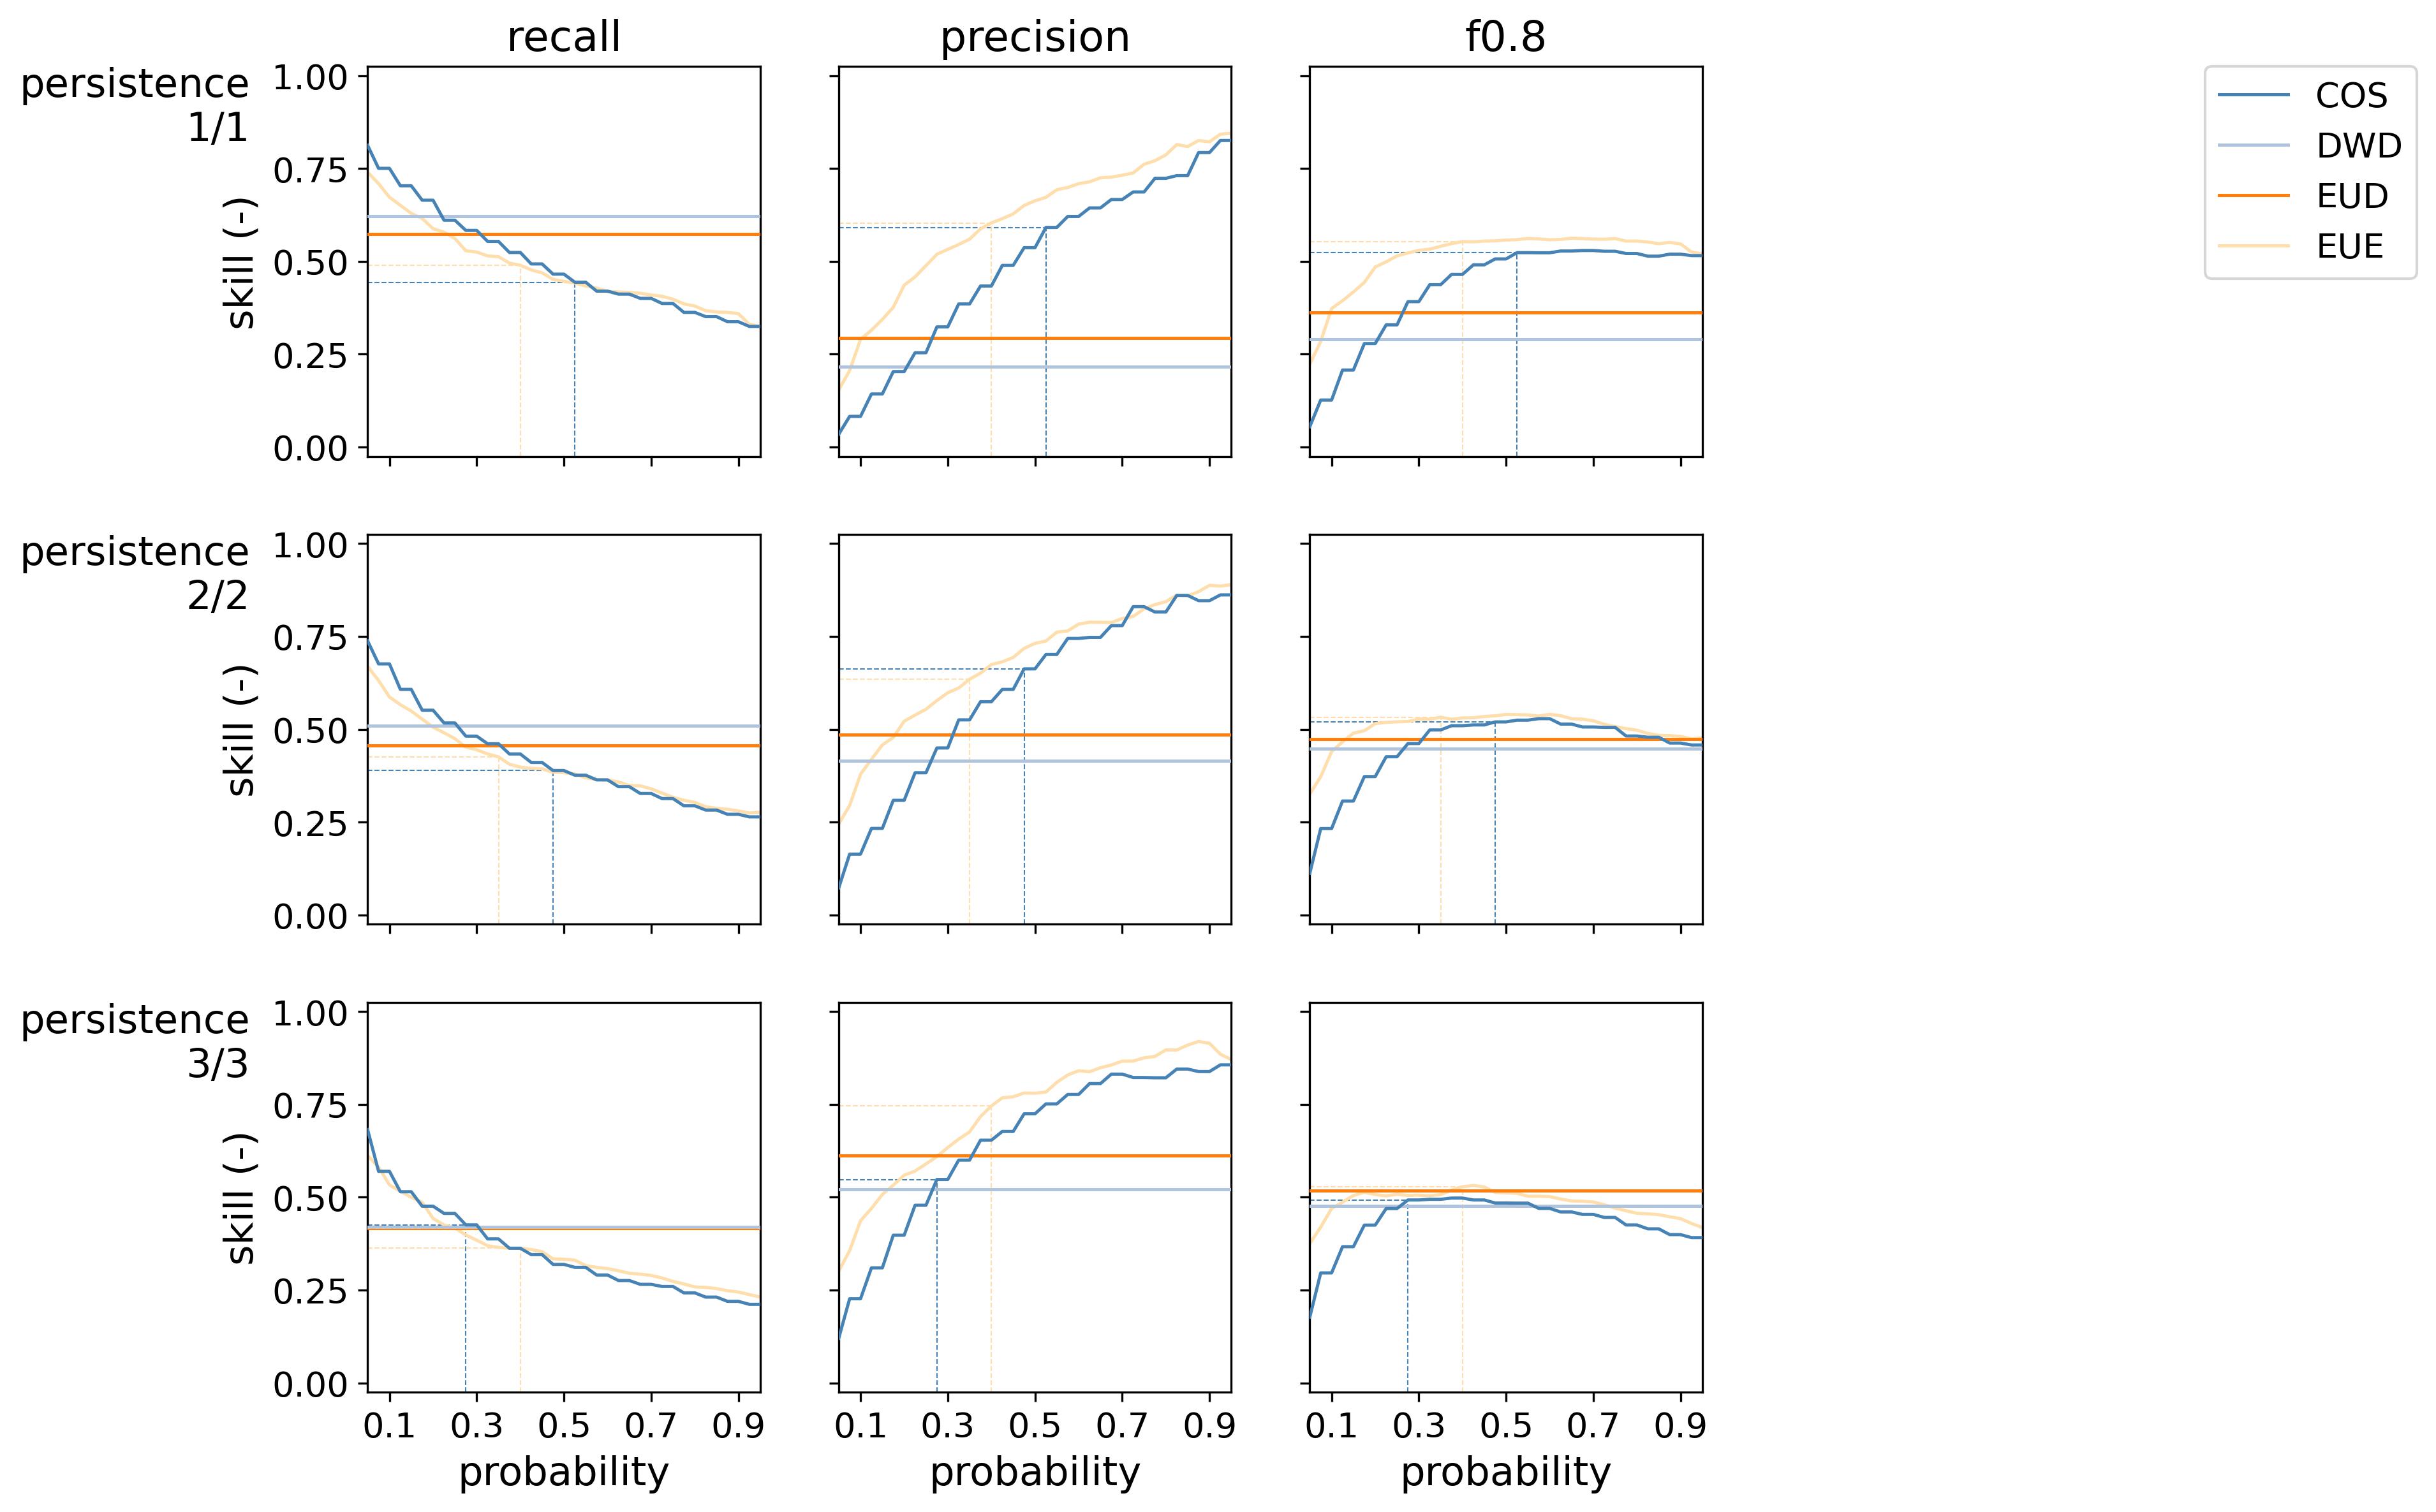 recall
precision
f0.8
persistence
1/1
skill (-)
1.00
0.75
0.50
0.25
0.00
COS
DWD
EUD
EUE
persistence
2/2
skill (-)
1.00
0.75
0.50
0.25
0.00
persistence
3/3
skill (-)
1.00
0.75
0.50
0.25
0.00
0.1 0.3 0.5 0.7 0.9
0.1 0.3 0.5 0.7 0.9
0.1 0.3 0.5 0.7 0.9
probability
probability
probability